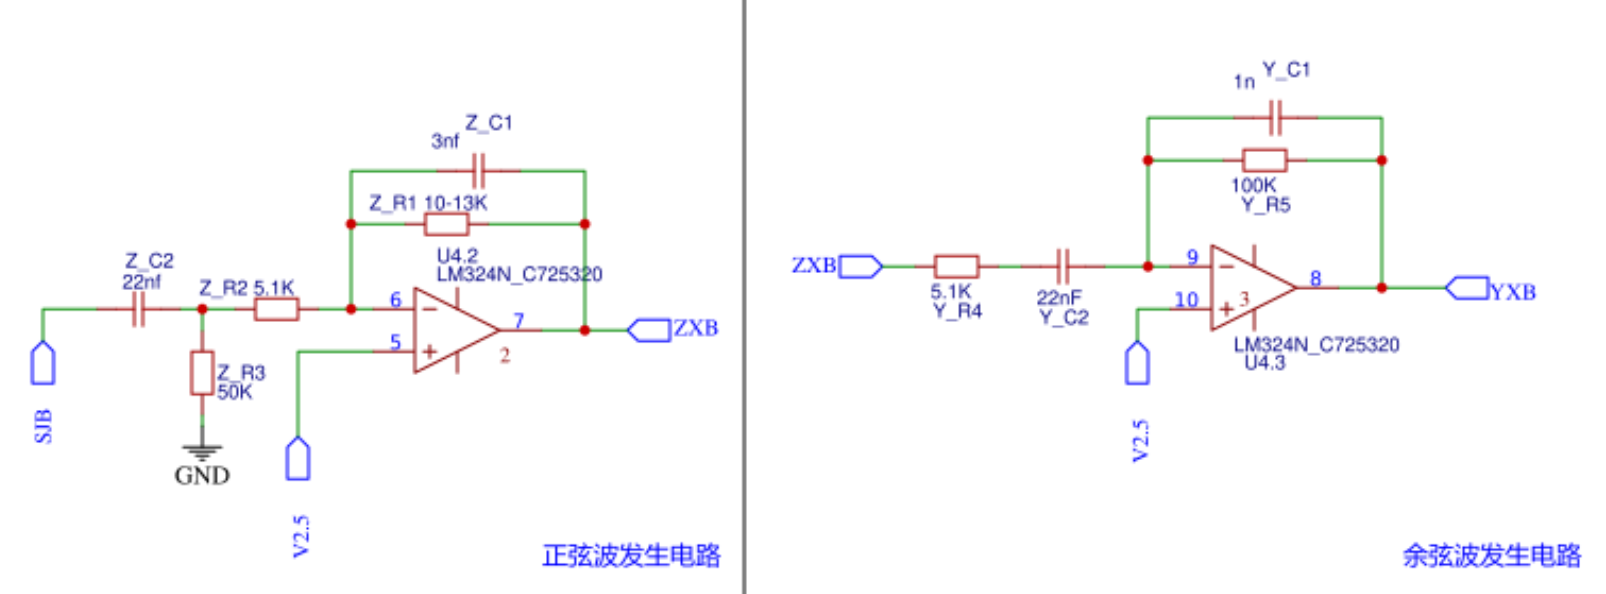 Z_C1
3nf
Z_R1 10-13K
U4.2
LM324N_C725320
Z_C2
22nf
Z_R2 5.1K
6
7
5
2
ZXB
Z_R3
50K
SJB
GND
V2.5
正弦波发生电路
Y_C1
1n
100K
Y_R5
ZXB
9
8
10
3
5.1K
Y_R4
22nF
Y_C2
YXB
LM324N_C725320
U4.3
V2.5
余弦波发生电路